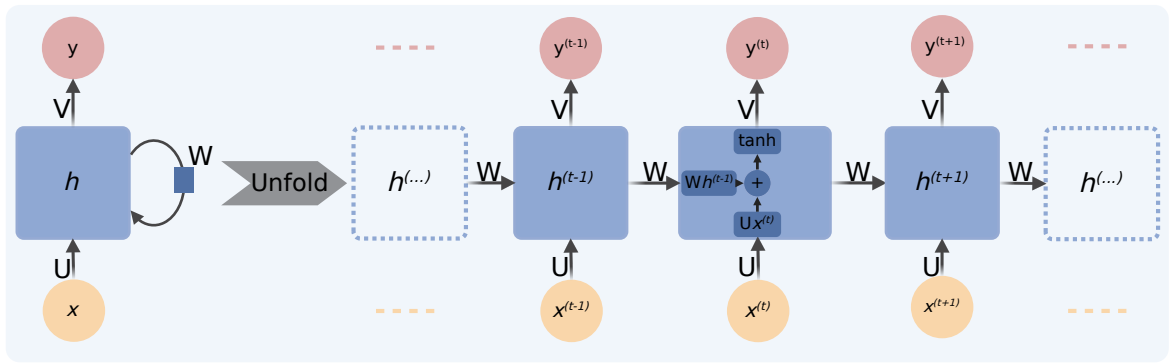 y
y(t-1)
y(t)
y(t+1)
V
V
V
V
h
W
Unfold
h(...)
W
h(t-1)
W
tanh
Wh(t-1)
+
Ux(t)
W
h(t+1)
W
h(...)
U
U
U
U
x
x(t-1)
x(t)
x(t+1)